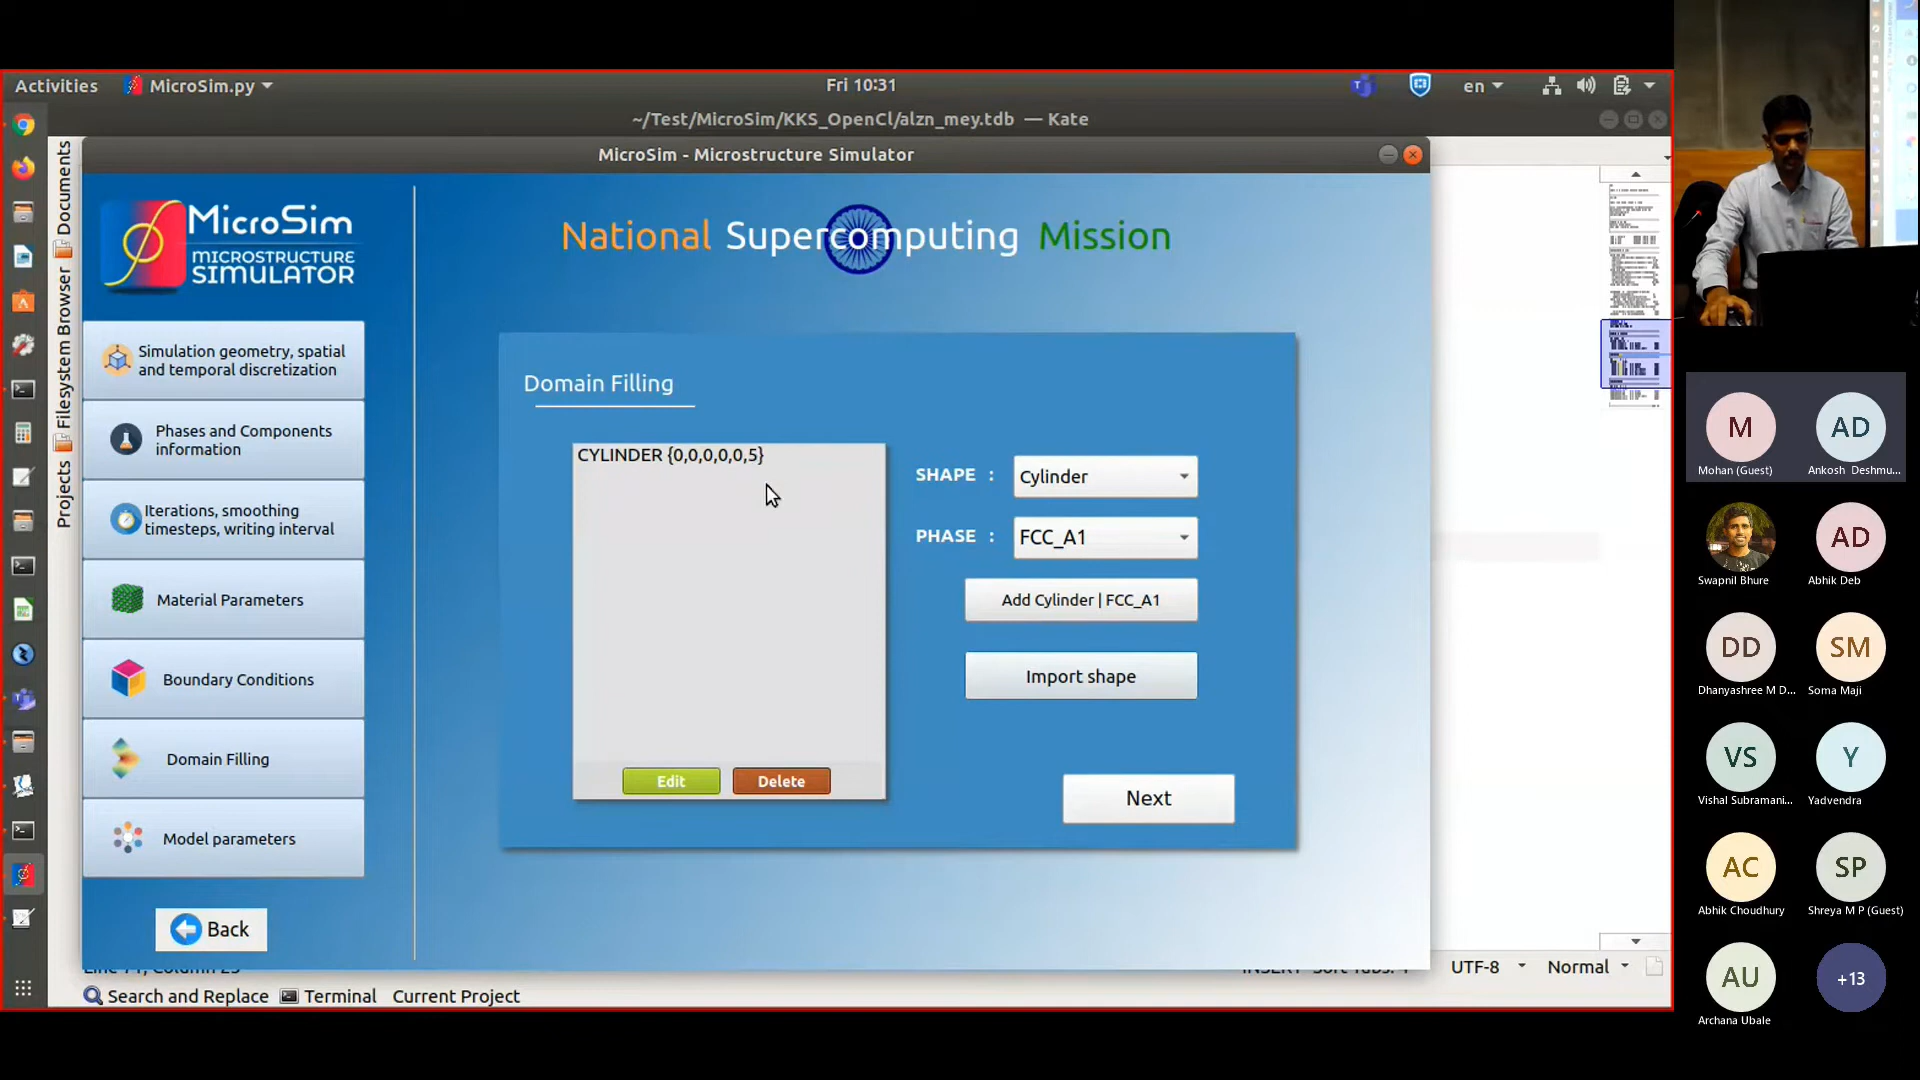 Activities
MicroSim.py
Fri 10:31
en
~/Test/MicroSim/KKS_OpenCl/alzn_mey.tdb — Kate
MicroSim - Microstructure Simulator
Documents
Filesystem Browser
Projects
MicroSim
MICROSTRUCTURE
SIMULATOR
National Supercomputing Mission
Simulation geometry, spatial
and temporal discretization
Phases and Components
information
Iterations, smoothing
timesteps, writing interval
Material Parameters
Boundary Conditions
Domain Filling
Model parameters
Back
Domain Filling
CYLINDER {0,0,0,0,0,5}
Edit
Delete
SHAPE :
Cylinder
PHASE :
FCC_A1
Add Cylinder | FCC_A1
Import shape
Next
UTF-8
Normal
Search and Replace
Terminal
Current Project
M
Mohan (Guest)
AD
Ankosh Deshmu...
Swapnil Bhure
AD
Abhik Deb
DD
Dhanyashree M D...
SM
Soma Maji
VS
Vishal Subramani...
Y
Yadvendra
AC
Abhik Choudhury
SP
Shreya M P (Guest)
AU
Archana Ubale
+13